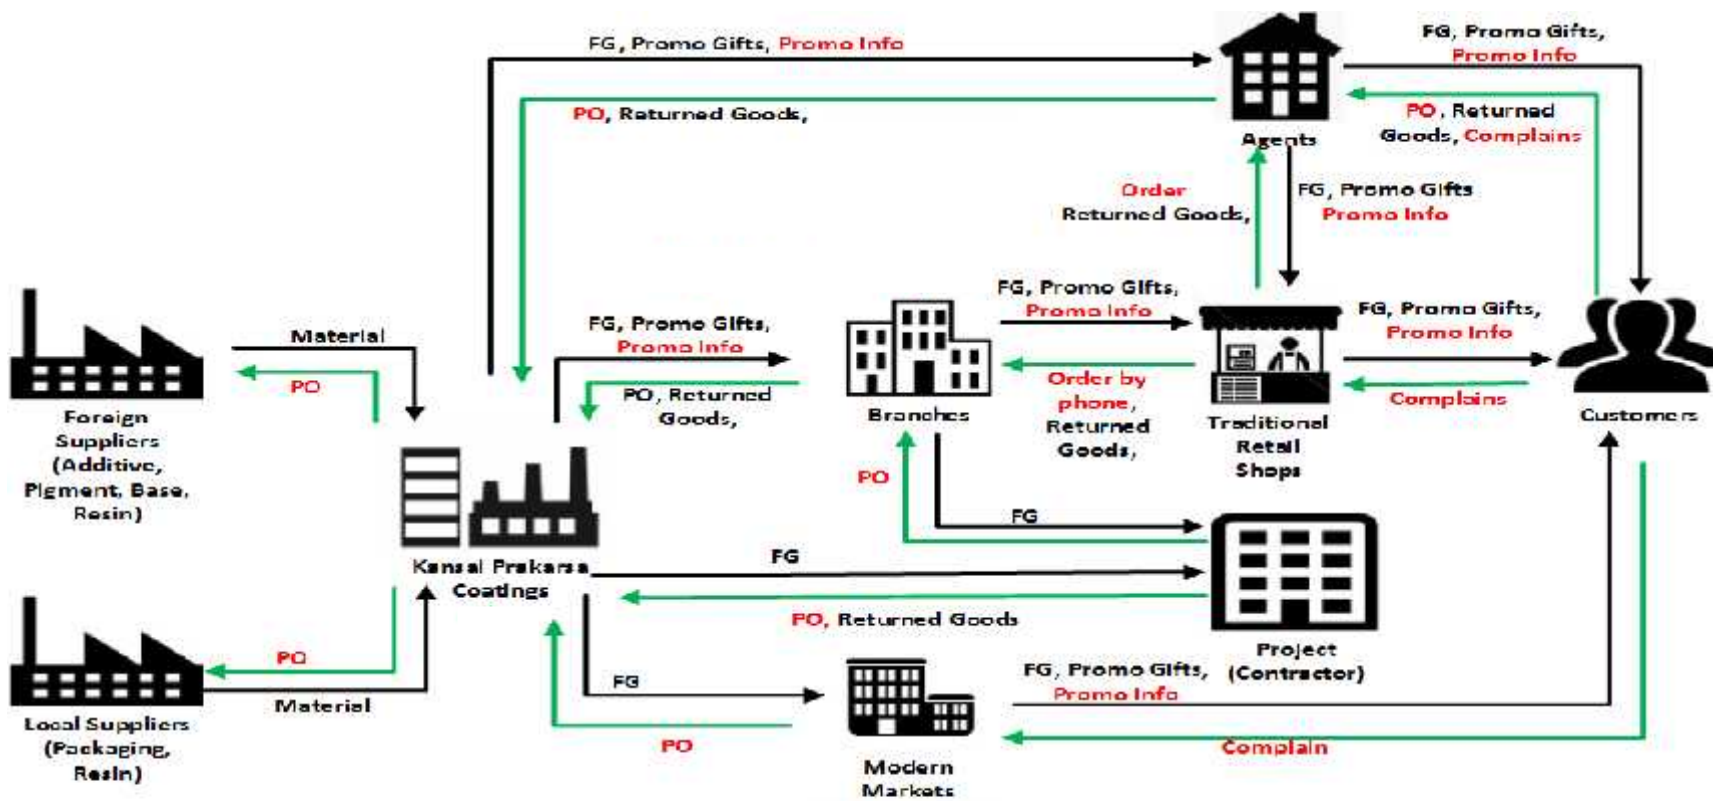 FG, Promo Gifts, Promo Info
FG, Promo Gifts,
Promo Info
PO, Returned Goods,
PO, Returned
Goods, Complains
Agents
Order
Returned Goods,
FG, Promo Gifts
Promo Info
Material
PO
Foreign
Suppliers
(Additive,
Pigment, Base,
Resin)
FG, Promo Gifts,
Promo Info
PO, Returned
Goods,
Branches
FG, Promo Gifts,
Promo Info
Order by
phone,
Returned
Goods,
Traditional
Retail
Shops
FG, Promo Gifts,
Promo Info
Complains
Customers
PO
FG
Kansai Prakarsa
Coatings
FG
PO, Returned Goods
Project
(Contractor)
PO
Material
Local Suppliers
(Packaging,
Resin)
FG
PO
Modern
Markets
FG, Promo Gifts,
Promo Info
Complain